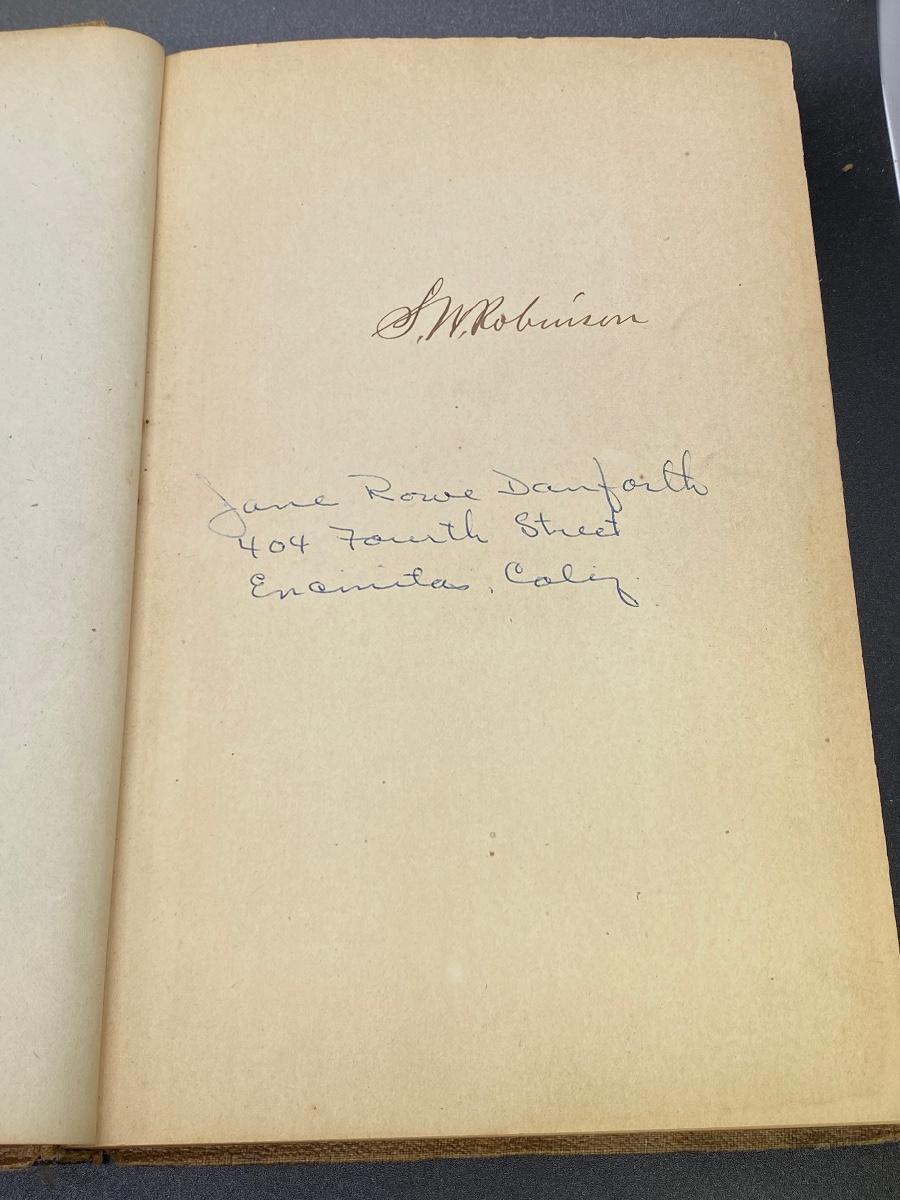 S. W. Robinson
Jane Rowe Danforth
404 Fourth Street
Encinitas, Calif.